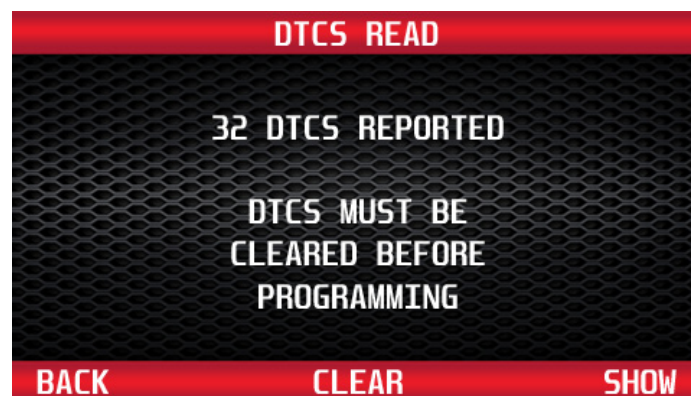 DTCS READ
32 DTCS REPORTED
DTCS MUST BE
CLEARED BEFORE
PROGRAMMING
BACK CLEAR SHOW